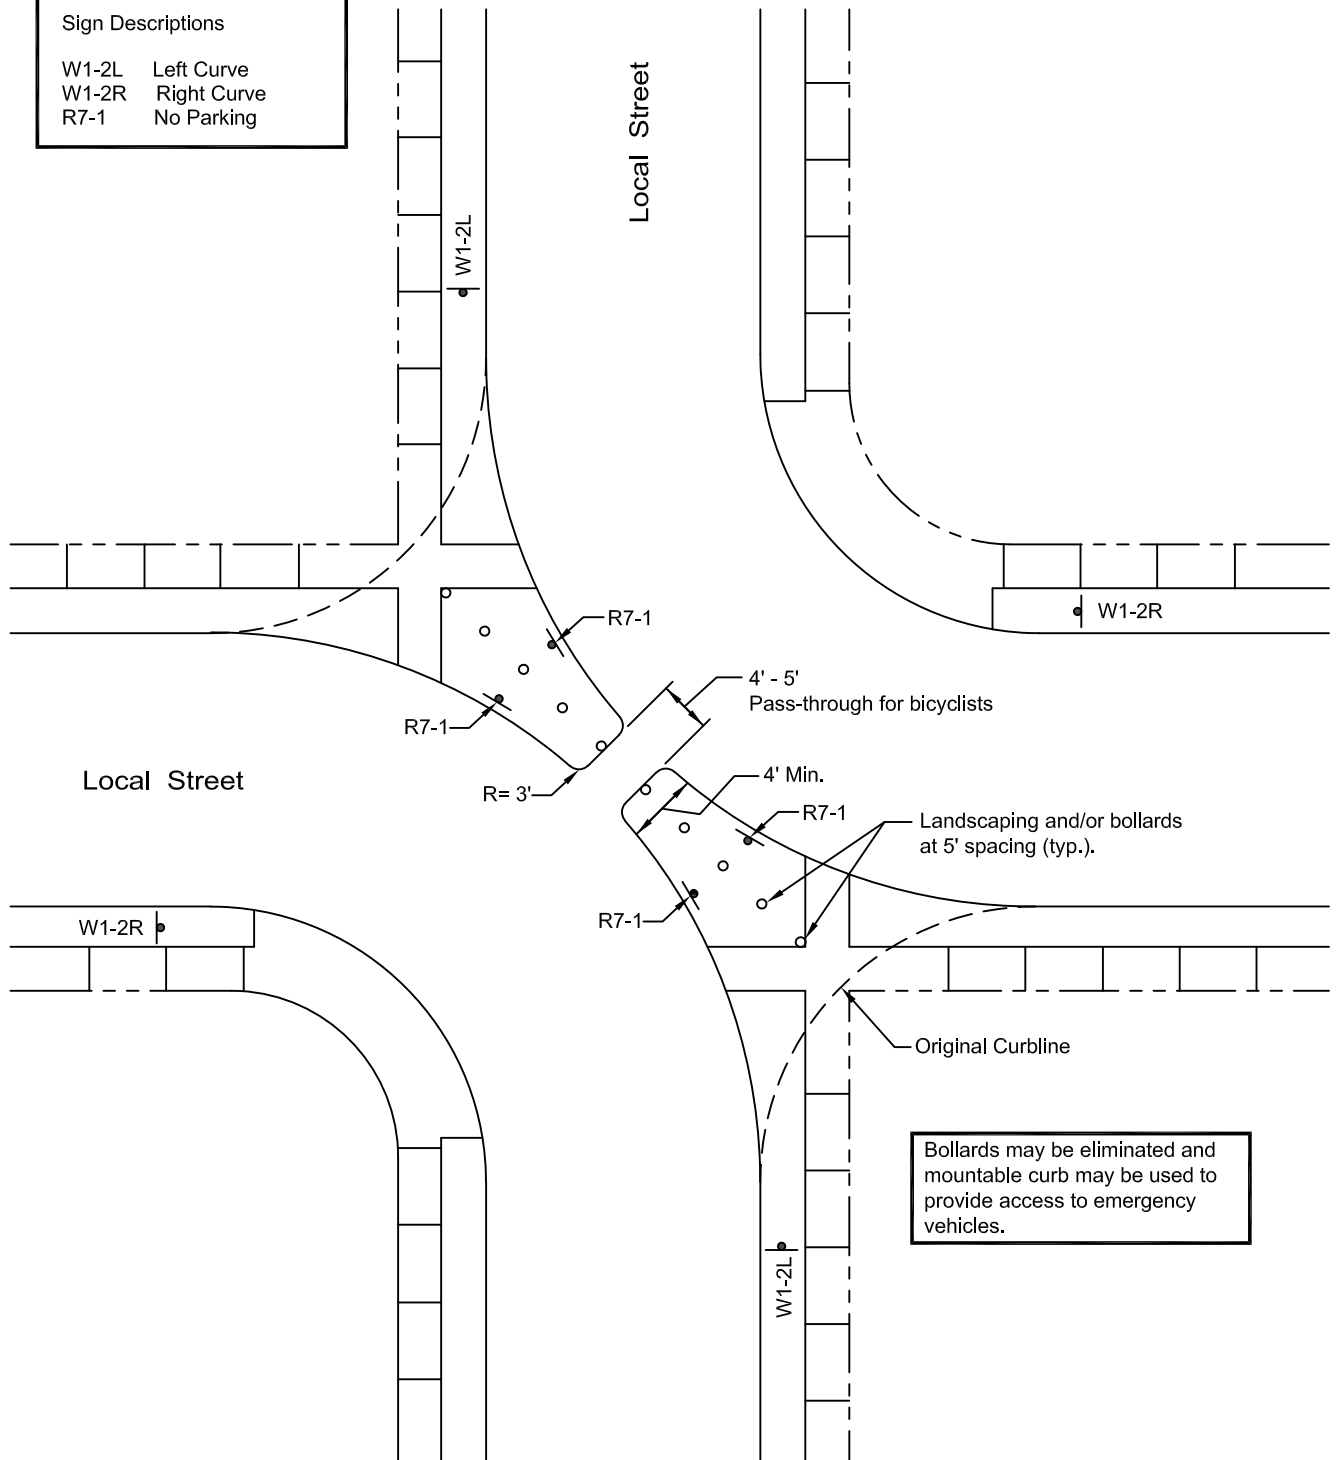 Sign Descriptions
W1-2L Left Curve
W1-2R Right Curve
R7-1 No Parking
Local Street
W1-2L
W1-2R
R7-1
4' - 5'
Pass-through for bicyclists
R7-1
Local Street
R= 3'
4' Min.
R7-1
Landscaping and/or bollards
at 5' spacing (typ.).
R7-1
W1-2R
Original Curbline
Bollards may be eliminated and
mountable curb may be used to
provide access to emergency
vehicles.
W1-2L